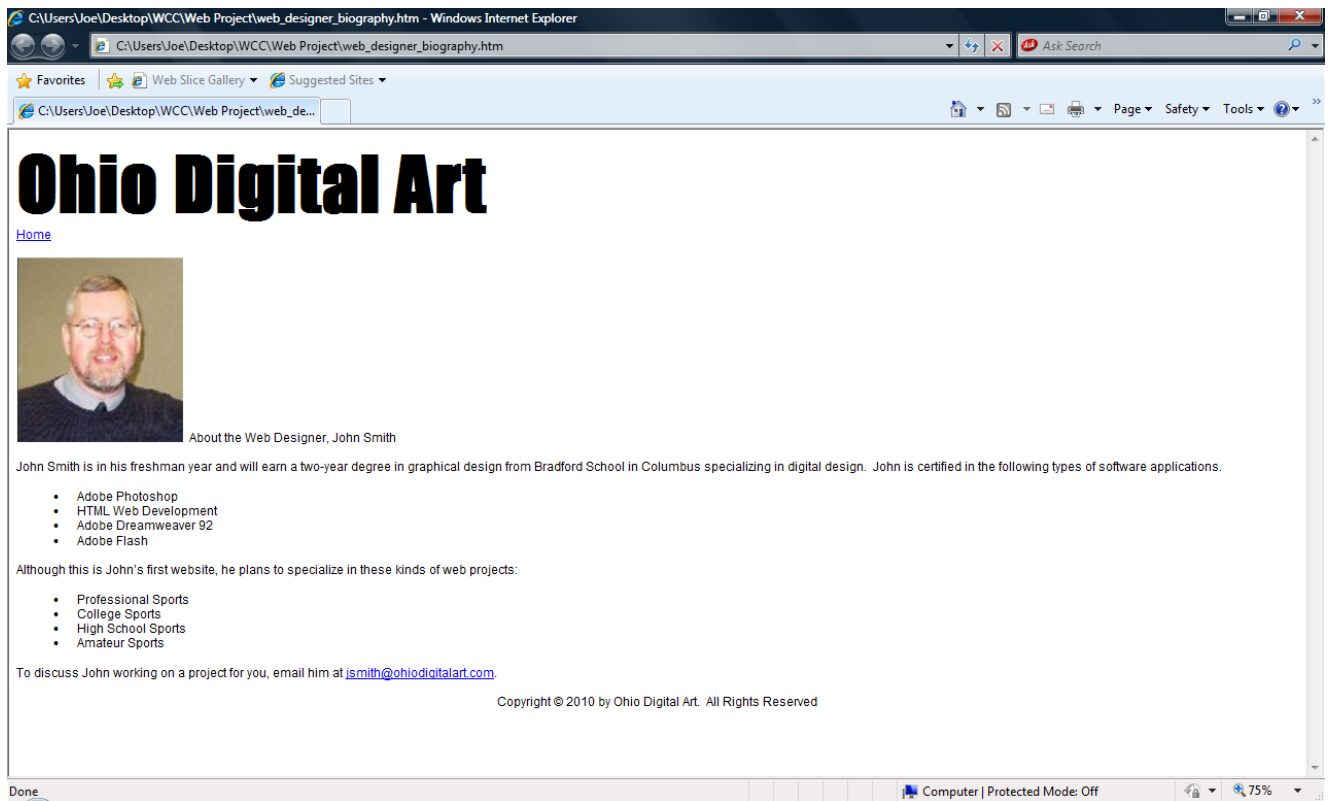 C:\Users\Joe\Desktop\WCC\Web Project\web_designer_biography.htm - Windows Internet Explorer
C:\Users\Joe\Desktop\WCC\Web Project\web_designer_biography.htm Ask Search
Favorites Web Slice Gallery Suggested Sites
C:\Users\Joe\Desktop\WCC\Web Project\web_de... Page Safety Tools
Ohio Digital Art
Home
About the Web Designer, John Smith
John Smith is in his freshman year and will earn a two-year degree in graphical design from Bradford School in Columbus specializing in digital design. John is certified in the following types of software applications.
• Adobe Photoshop
• HTML Web Development
• Adobe Dreamweaver 92
• Adobe Flash
Although this is John's first website, he plans to specialize in these kinds of web projects:
• Professional Sports
• College Sports
• High School Sports
• Amateur Sports
To discuss John working on a project for you, email him at jsmith@ohiodigitalart.com.
Copyright © 2010 by Ohio Digital Art. All Rights Reserved
Done Computer | Protected Mode: Off 75%